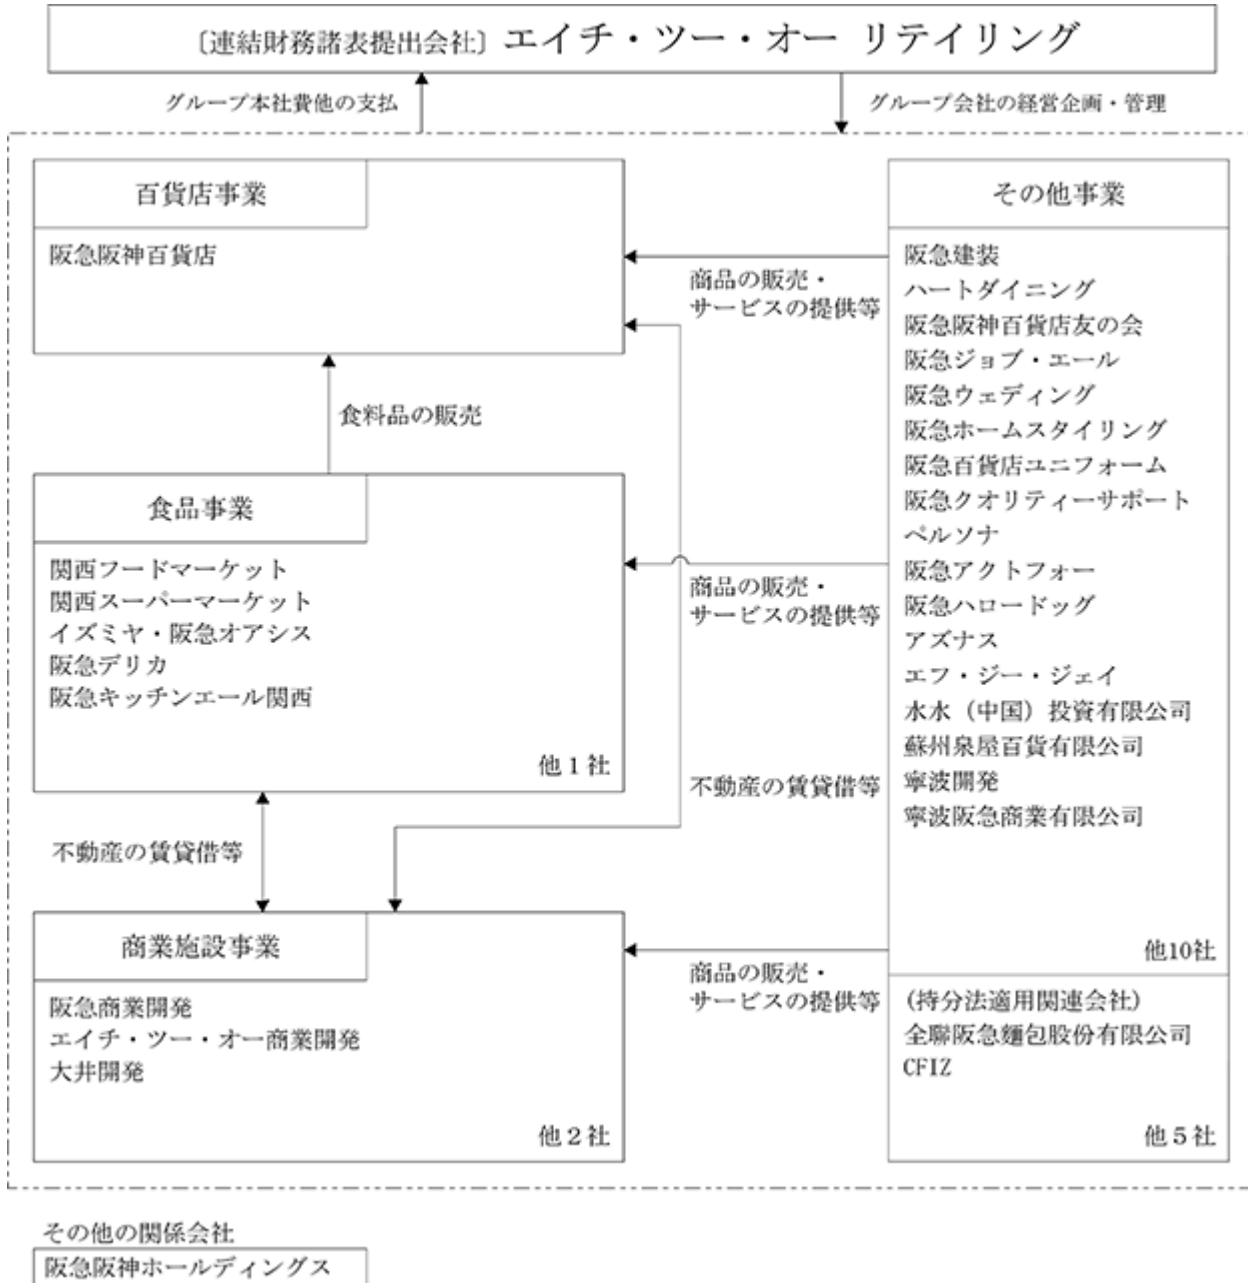 〔連結財務諸表提出会社〕エイチ・ツー・オー リテイリング
グループ本社費他の支払
グループ会社の経営企画・管理
百貨店事業
阪急阪神百貨店
食料品の販売
食品事業
関西フードマーケット
関西スーパーマーケット
イズミヤ・阪急オアシス
阪急デリカ
阪急キッチンエール関西
他１社
不動産の賃貸借等
商業施設事業
阪急商業開発
エイチ・ツー・オー商業開発
大井開発
他２社
商品の販売・
サービスの提供等
商品の販売・
サービスの提供等
不動産の賃貸借等
商品の販売・
サービスの提供等
その他事業
阪急建装
ハートダイニング
阪急阪神百貨店友の会
阪急ジョブ・エール
阪急ウェディング
阪急ホームスタイリング
阪急百貨店ユニフォーム
阪急クオリティーサポート
ペルソナ
阪急アクトフォー
阪急ハロードッグ
アズナス
エフ・ジー・ジェイ
水水（中国）投資有限公司
蘇州泉屋百貨有限公司
寧波開発
寧波阪急商業有限公司
他10社
(持分法適用関連会社)
全聯阪急麵包股份有限公司
CFIZ
他５社
その他の関係会社
阪急阪神ホールディングス